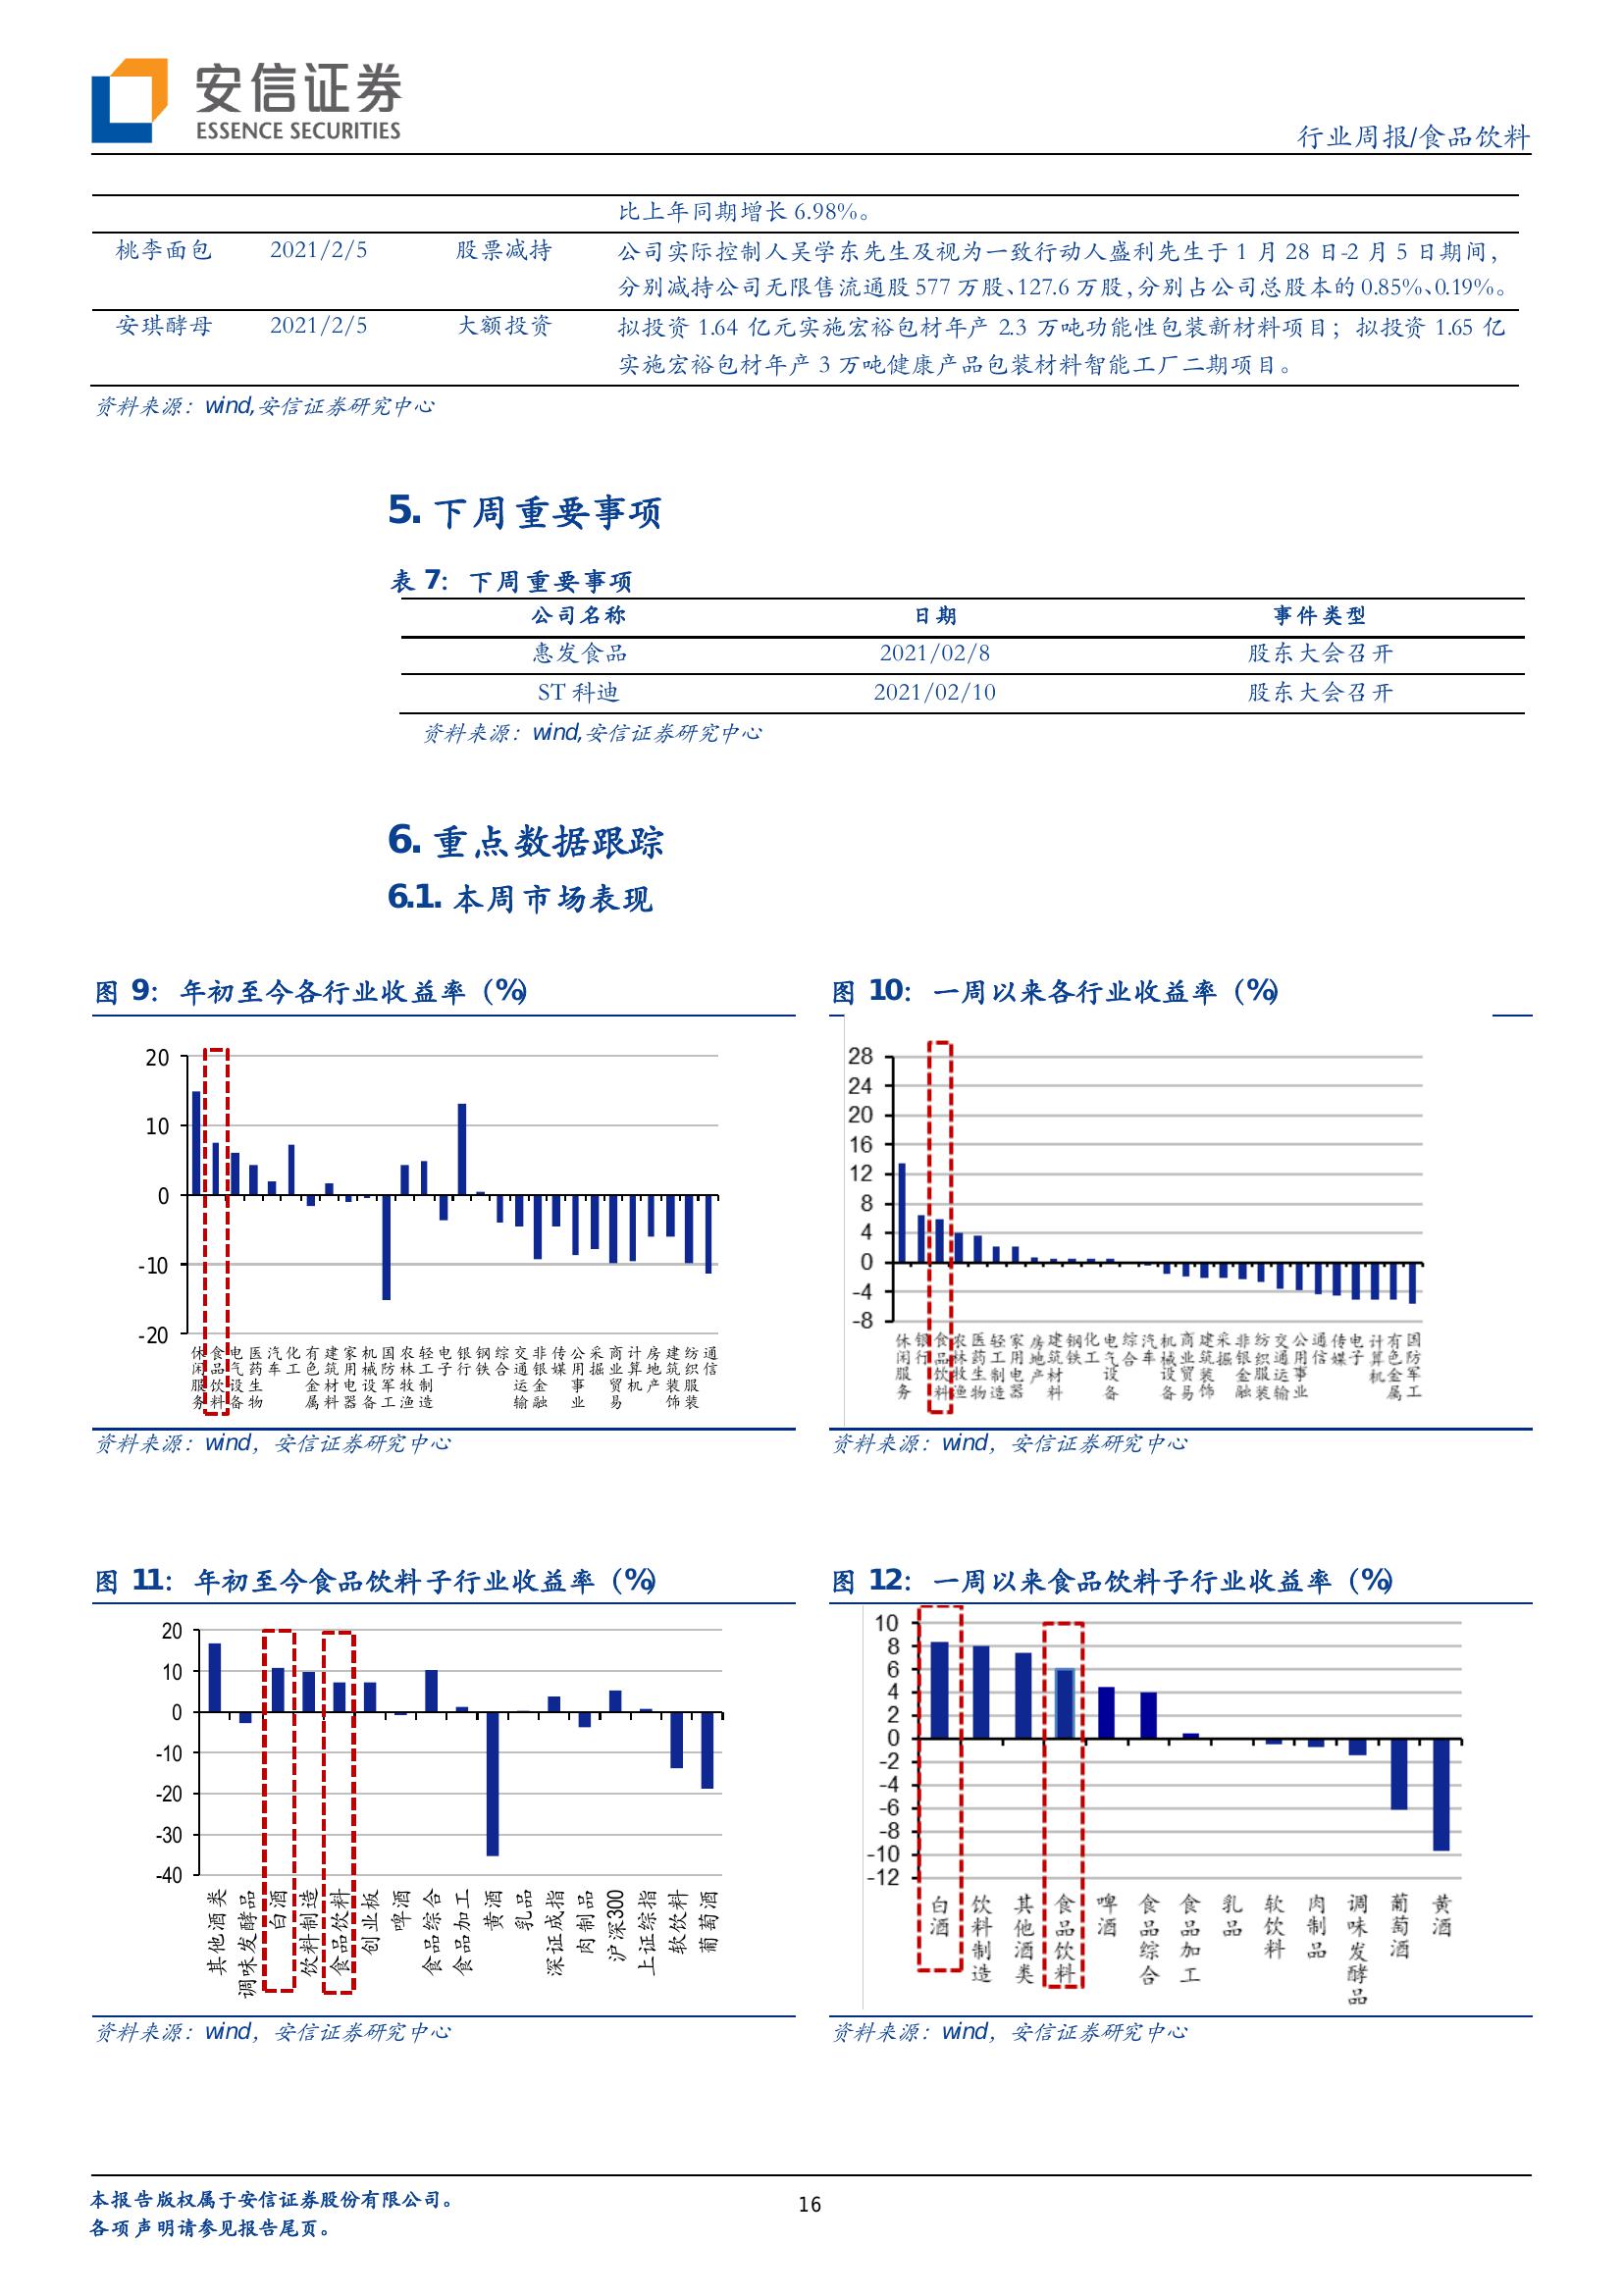 安信证券
ESSENCE SECURITIES
行业周报/食品饮料
比上年同期增长 6.98%。
桃李面包 2021/2/5 股票减持 公司实际控制人吴学东先生及视为一致行动人盛利先生于 1 月 28 日-2 月 5 日期间，
分别减持公司无限售流通股 577 万股、127.6 万股，分别占公司总股本的 0.85%、0.19%。
安琪酵母 2021/2/5 大额投资 拟投资 1.64 亿元实施宏裕包材年产 2.3 万吨功能性包装新材料项目；拟投资 1.65 亿
实施宏裕包材年产 3 万吨健康产品包装材料智能工厂二期项目。
资料来源：wind,安信证券研究中心
5. 下周重要事项
表 7：下周重要事项
公司名称 日期 事件类型
惠发食品 2021/02/8 股东大会召开
ST 科迪 2021/02/10 股东大会召开
资料来源：wind,安信证券研究中心
6. 重点数据跟踪
6.1. 本周市场表现
图 9：年初至今各行业收益率（%）
20
10
0
-10
-20
休闲服务 食品饮料 电气设备 医药生物 汽车 化工 有色金属 建筑材料 家用电器 机械设备 国防军工 农林牧渔 轻工制造 电子 银行 钢铁 综合 交通运输 非银金融 传媒 公用事业 采掘 商业贸易 计算机 房地产 建筑装饰 纺织服装 通信
资料来源：wind，安信证券研究中心
图 10：一周以来各行业收益率（%）
28
24
20
16
12
8
4
0
-4
-8
休闲服务 银行 食品饮料 农林牧渔 医药生物 轻工制造 家用电器 房地产 建筑材料 钢铁 化工 电气设备 综合 汽车 机械设备 商业贸易 建筑装饰 采掘 非银金融 纺织服装 交通运输 公用事业 通信 传媒 电子 计算机 有色金属 国防军工
资料来源：wind，安信证券研究中心
图 11：年初至今食品饮料子行业收益率（%）
20
10
0
-10
-20
-30
-40
其他酒类 调味发酵品 白酒 饮料制造 食品饮料 创业板 啤酒 食品综合 食品加工 黄酒 乳品 深证成指 肉制品 沪深300 上证综指 软饮料 葡萄酒
资料来源：wind，安信证券研究中心
图 12：一周以来食品饮料子行业收益率（%）
10
8
6
4
2
0
-2
-4
-6
-8
-10
-12
白酒 饮料制造 其他酒类 食品饮料 啤酒 食品综合 食品加工 乳品 软饮料 肉制品 调味发酵品 葡萄酒 黄酒
资料来源：wind，安信证券研究中心
本报告版权属于安信证券股份有限公司。
各项声明请参见报告尾页。
16